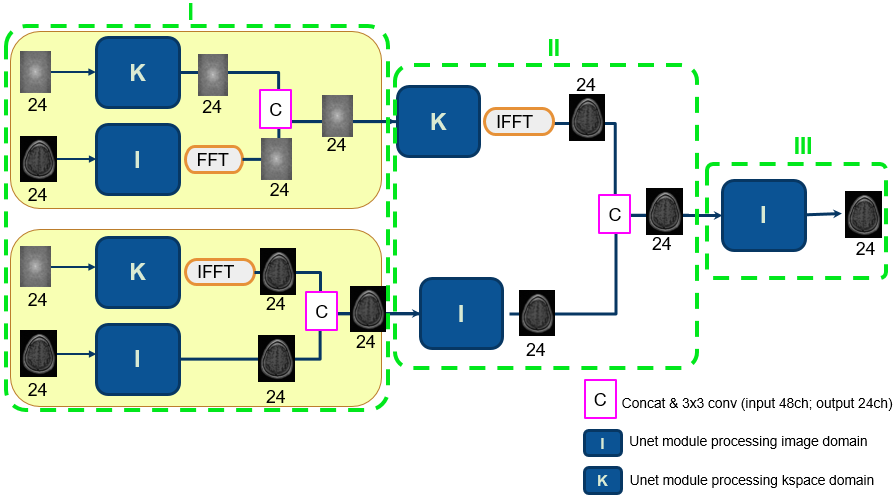 I
II
III
K
24
24
C
24
I
FFT
24
24
K
IFFT
24
C
24
I
24
K
IFFT
24
24
C
24
I
24
24
I
24
C Concat & 3x3 conv (input 48ch; output 24ch)
I Unet module processing image domain
K Unet module processing kspace domain